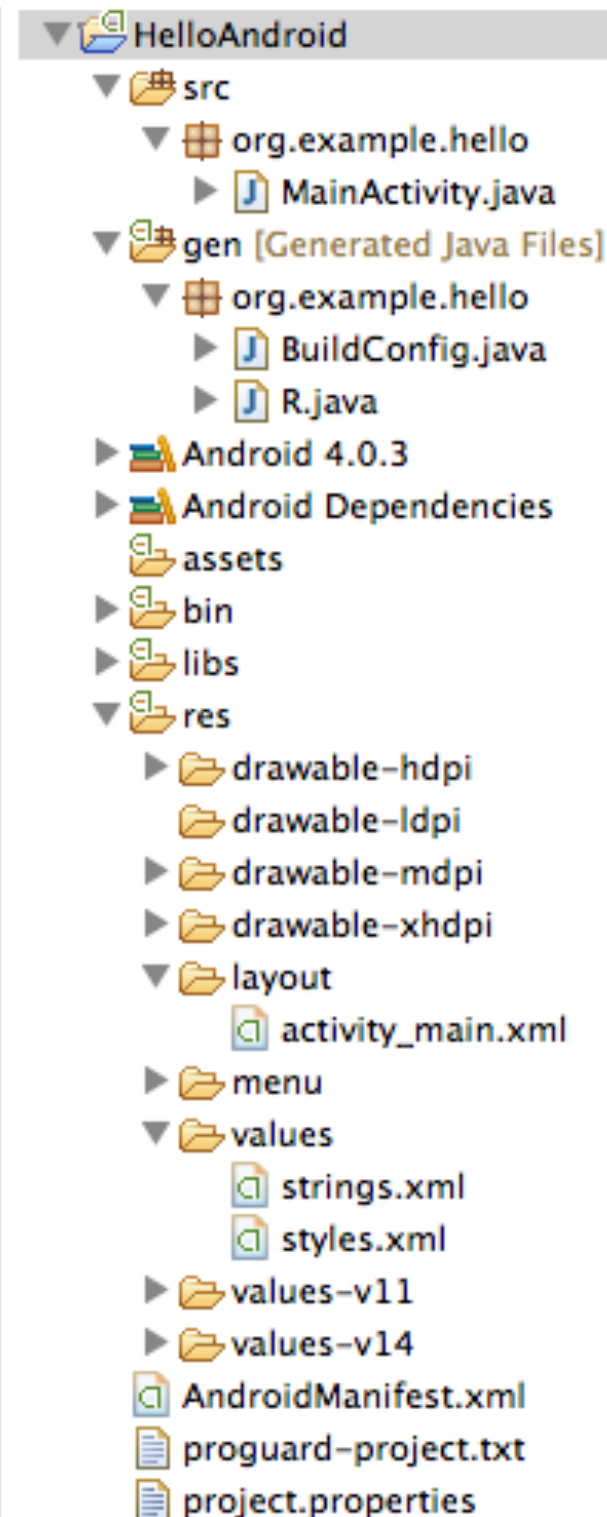 HelloAndroid
src
org.example.hello
MainActivity.java
gen [Generated Java Files]
org.example.hello
BuildConfig.java
R.java
Android 4.0.3
Android Dependencies
assets
bin
libs
res
drawable-hdpi
drawable-ldpi
drawable-mdpi
drawable-xhdpi
layout
activity_main.xml
menu
values
strings.xml
styles.xml
values-v11
values-v14
AndroidManifest.xml
proguard-project.txt
project.properties